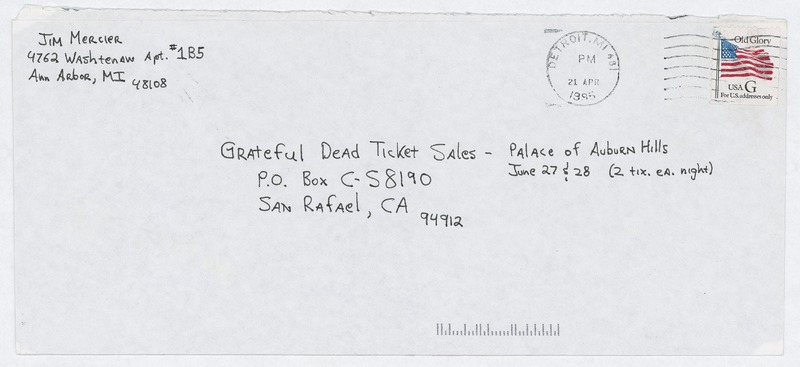 Jim Mercier
4762 Washtenaw Apt. #1B5
Ann Arbor, MI 48108
DETROIT, MI 481
PM
21 APR
1995
Old Glory
USA G
For U.S. addresses only
Grateful Dead Ticket Sales - Palace of Auburn Hills
June 27 & 28 (2 tix. ea. night)
P.O. Box C-S8190
San Rafael, CA
94912